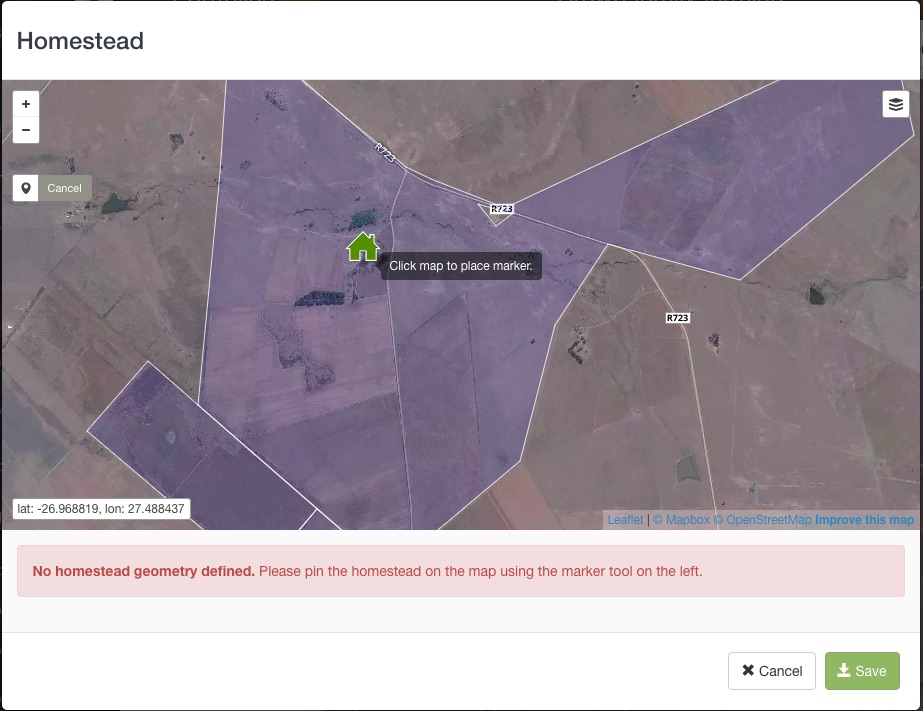 Homestead
+
−
R723
R723
Cancel
Click map to place marker.
R723
lat: -26.968819, lon: 27.488437
Leaflet | © Mapbox © OpenStreetMap Improve this map
No homestead geometry defined. Please pin the homestead on the map using the marker tool on the left.
Cancel
Save